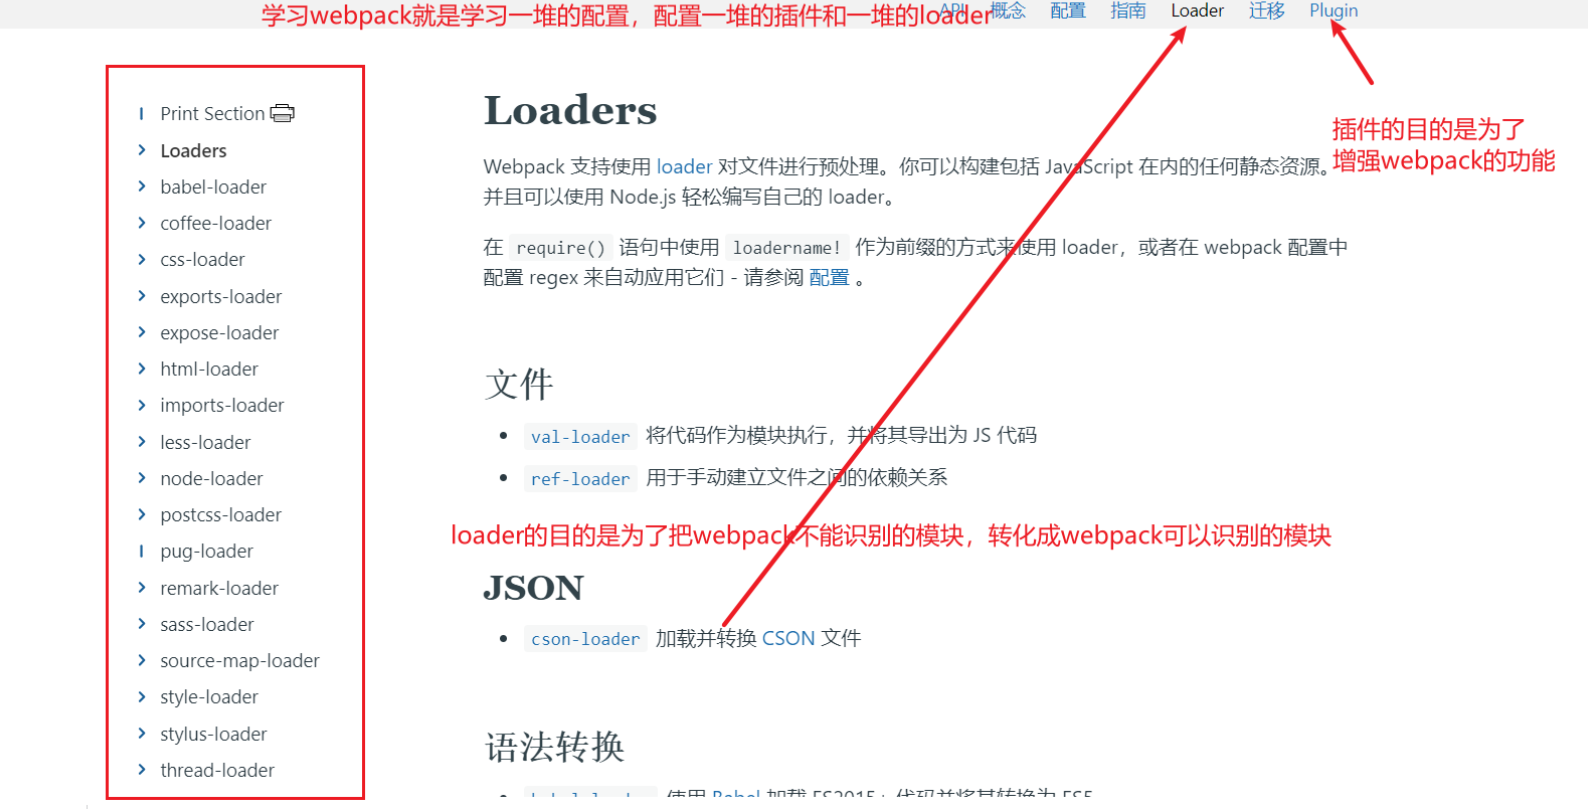 学习webpack就是学习一堆的配置，配置一堆的插件和一堆的loader
API 概念 配置 指南 Loader 迁移 Plugin
插件的目的是为了
增强webpack的功能
Print Section
Loaders
babel-loader
coffee-loader
css-loader
exports-loader
expose-loader
html-loader
imports-loader
less-loader
node-loader
postcss-loader
pug-loader
remark-loader
sass-loader
source-map-loader
style-loader
stylus-loader
thread-loader
Loaders
Webpack 支持使用 loader 对文件进行预处理。你可以构建包括 JavaScript 在内的任何静态资源。
并且可以使用 Node.js 轻松编写自己的 loader。
在 require() 语句中使用 loadername! 作为前缀的方式来使用 loader，或者在 webpack 配置中
配置 regex 来自动应用它们 - 请参阅 配置 。
文件
val-loader 将代码作为模块执行，并将其导出为 JS 代码
ref-loader 用于手动建立文件之间的依赖关系
loader的目的是为了把webpack不能识别的模块，转化成webpack可以识别的模块
JSON
cson-loader 加载并转换 CSON 文件
语法转换
babel-loader 使用 Babel 加载 ES2015+ 代码并将其转换为 ES5